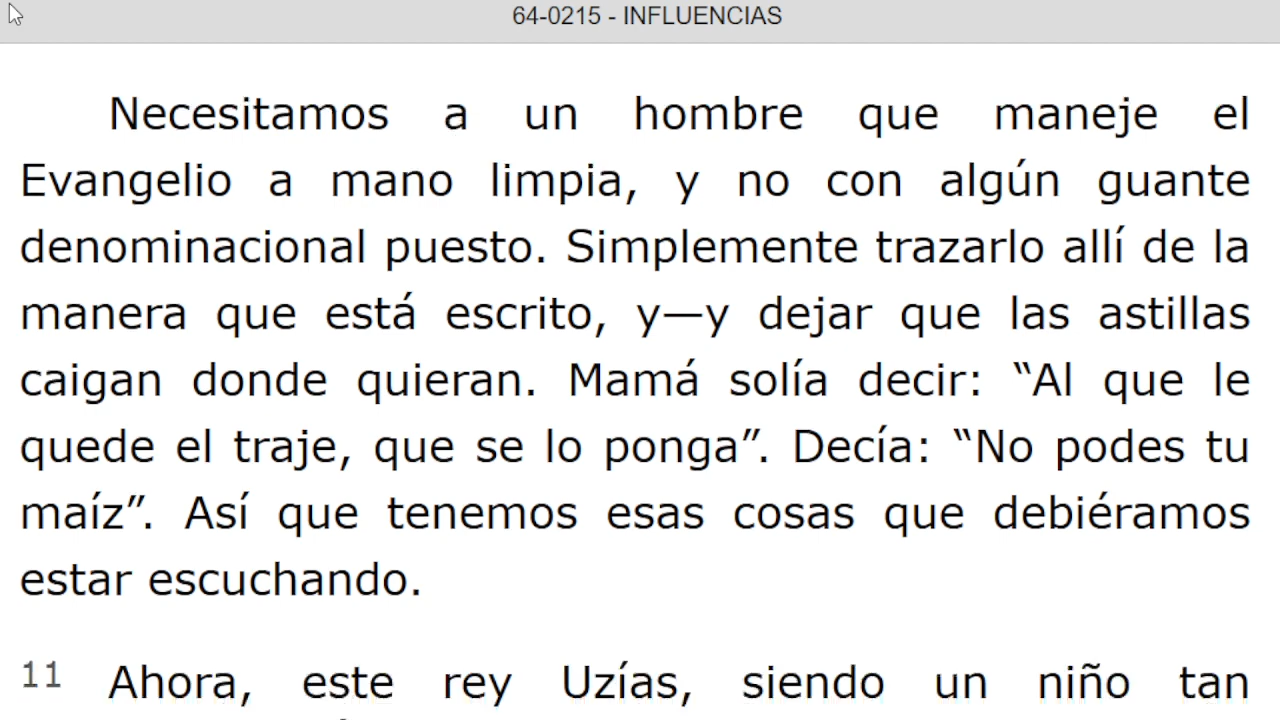 64-0215 - INFLUENCIAS
Necesitamos a un hombre que maneje el
Evangelio a mano limpia, y no con algún guante
denominacional puesto. Simplemente trazarlo allí de la
manera que está escrito, y—y dejar que las astillas
caigan donde quieran. Mamá solía decir: “Al que le
quede el traje, que se lo ponga”. Decía: “No podes tu
maíz”. Así que tenemos esas cosas que debiéramos
estar escuchando.
11 Ahora, este rey Uzías, siendo un niño tan